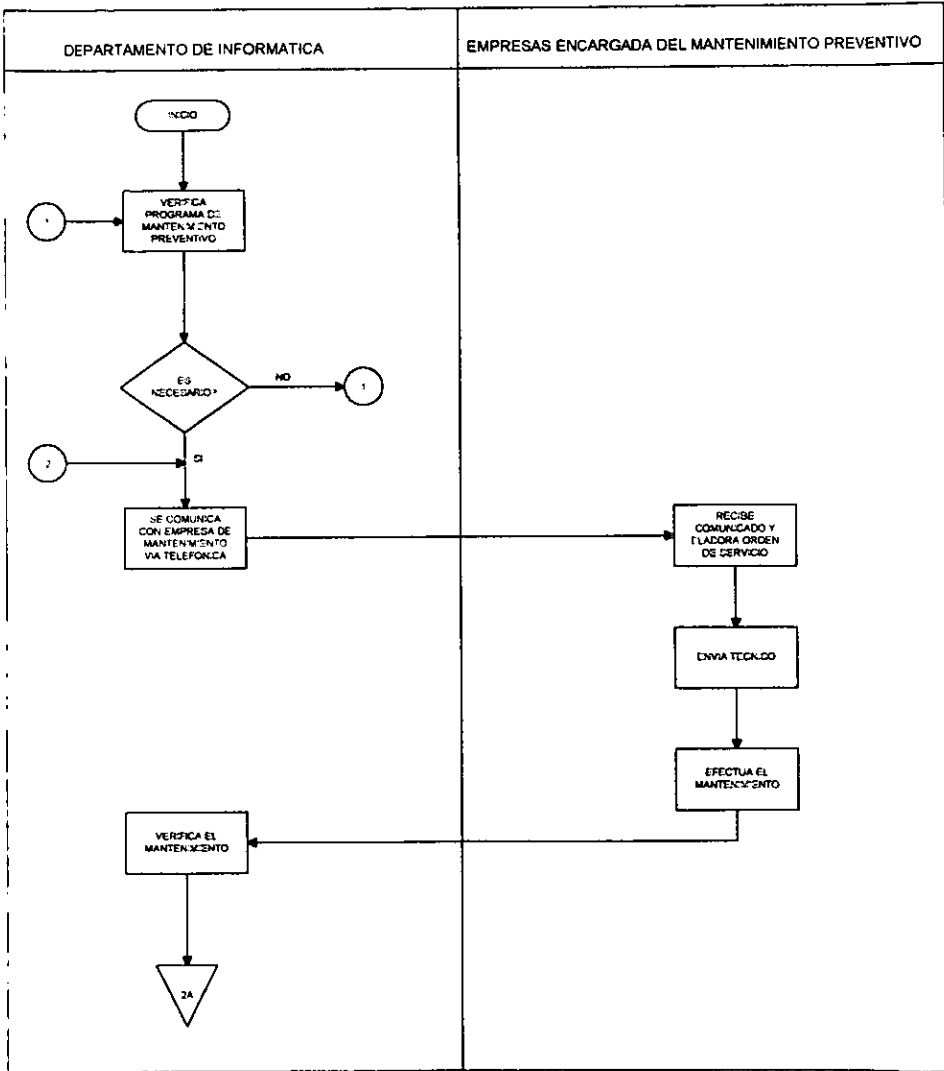 DEPARTAMENTO DE INFORMATICA
EMPRESAS ENCARGADA DEL MANTENIMIENTO PREVENTIVO
INICIO
VERIFICA
PROGRAMA DE
MANTENIMIENTO
PREVENTIVO
1
ES
NECESARIO?
NO
1
2
SI
SE COMUNICA
CON EMPRESA DE
MANTENIMIENTO
VIA TELEFONICA
RECIBE
COMUNICADO Y
ELABORA ORDEN
DE SERVICIO
ENVIA TECNICO
EFECTUA EL
MANTENIMIENTO
VERIFICA EL
MANTENIMIENTO
2A